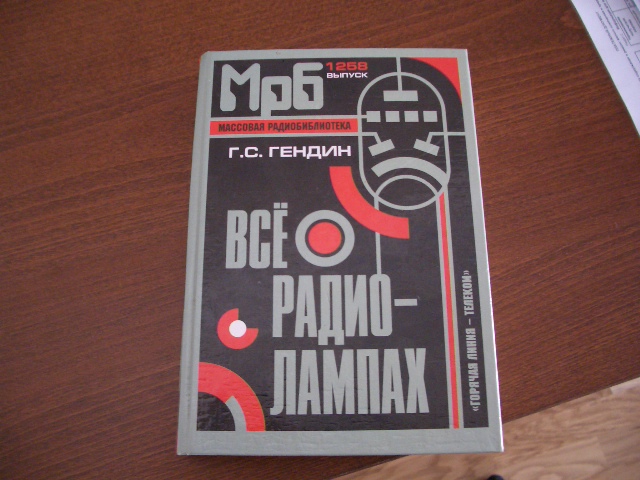 МРБ
1258
ВЫПУСК
МАССОВАЯ РАДИОБИБЛИОТЕКА
Г.С. ГЕНДИН
ВСЁ О
РАДИО-
ЛАМПАХ
«ГОРЯЧАЯ ЛИНИЯ – ТЕЛЕКОМ»